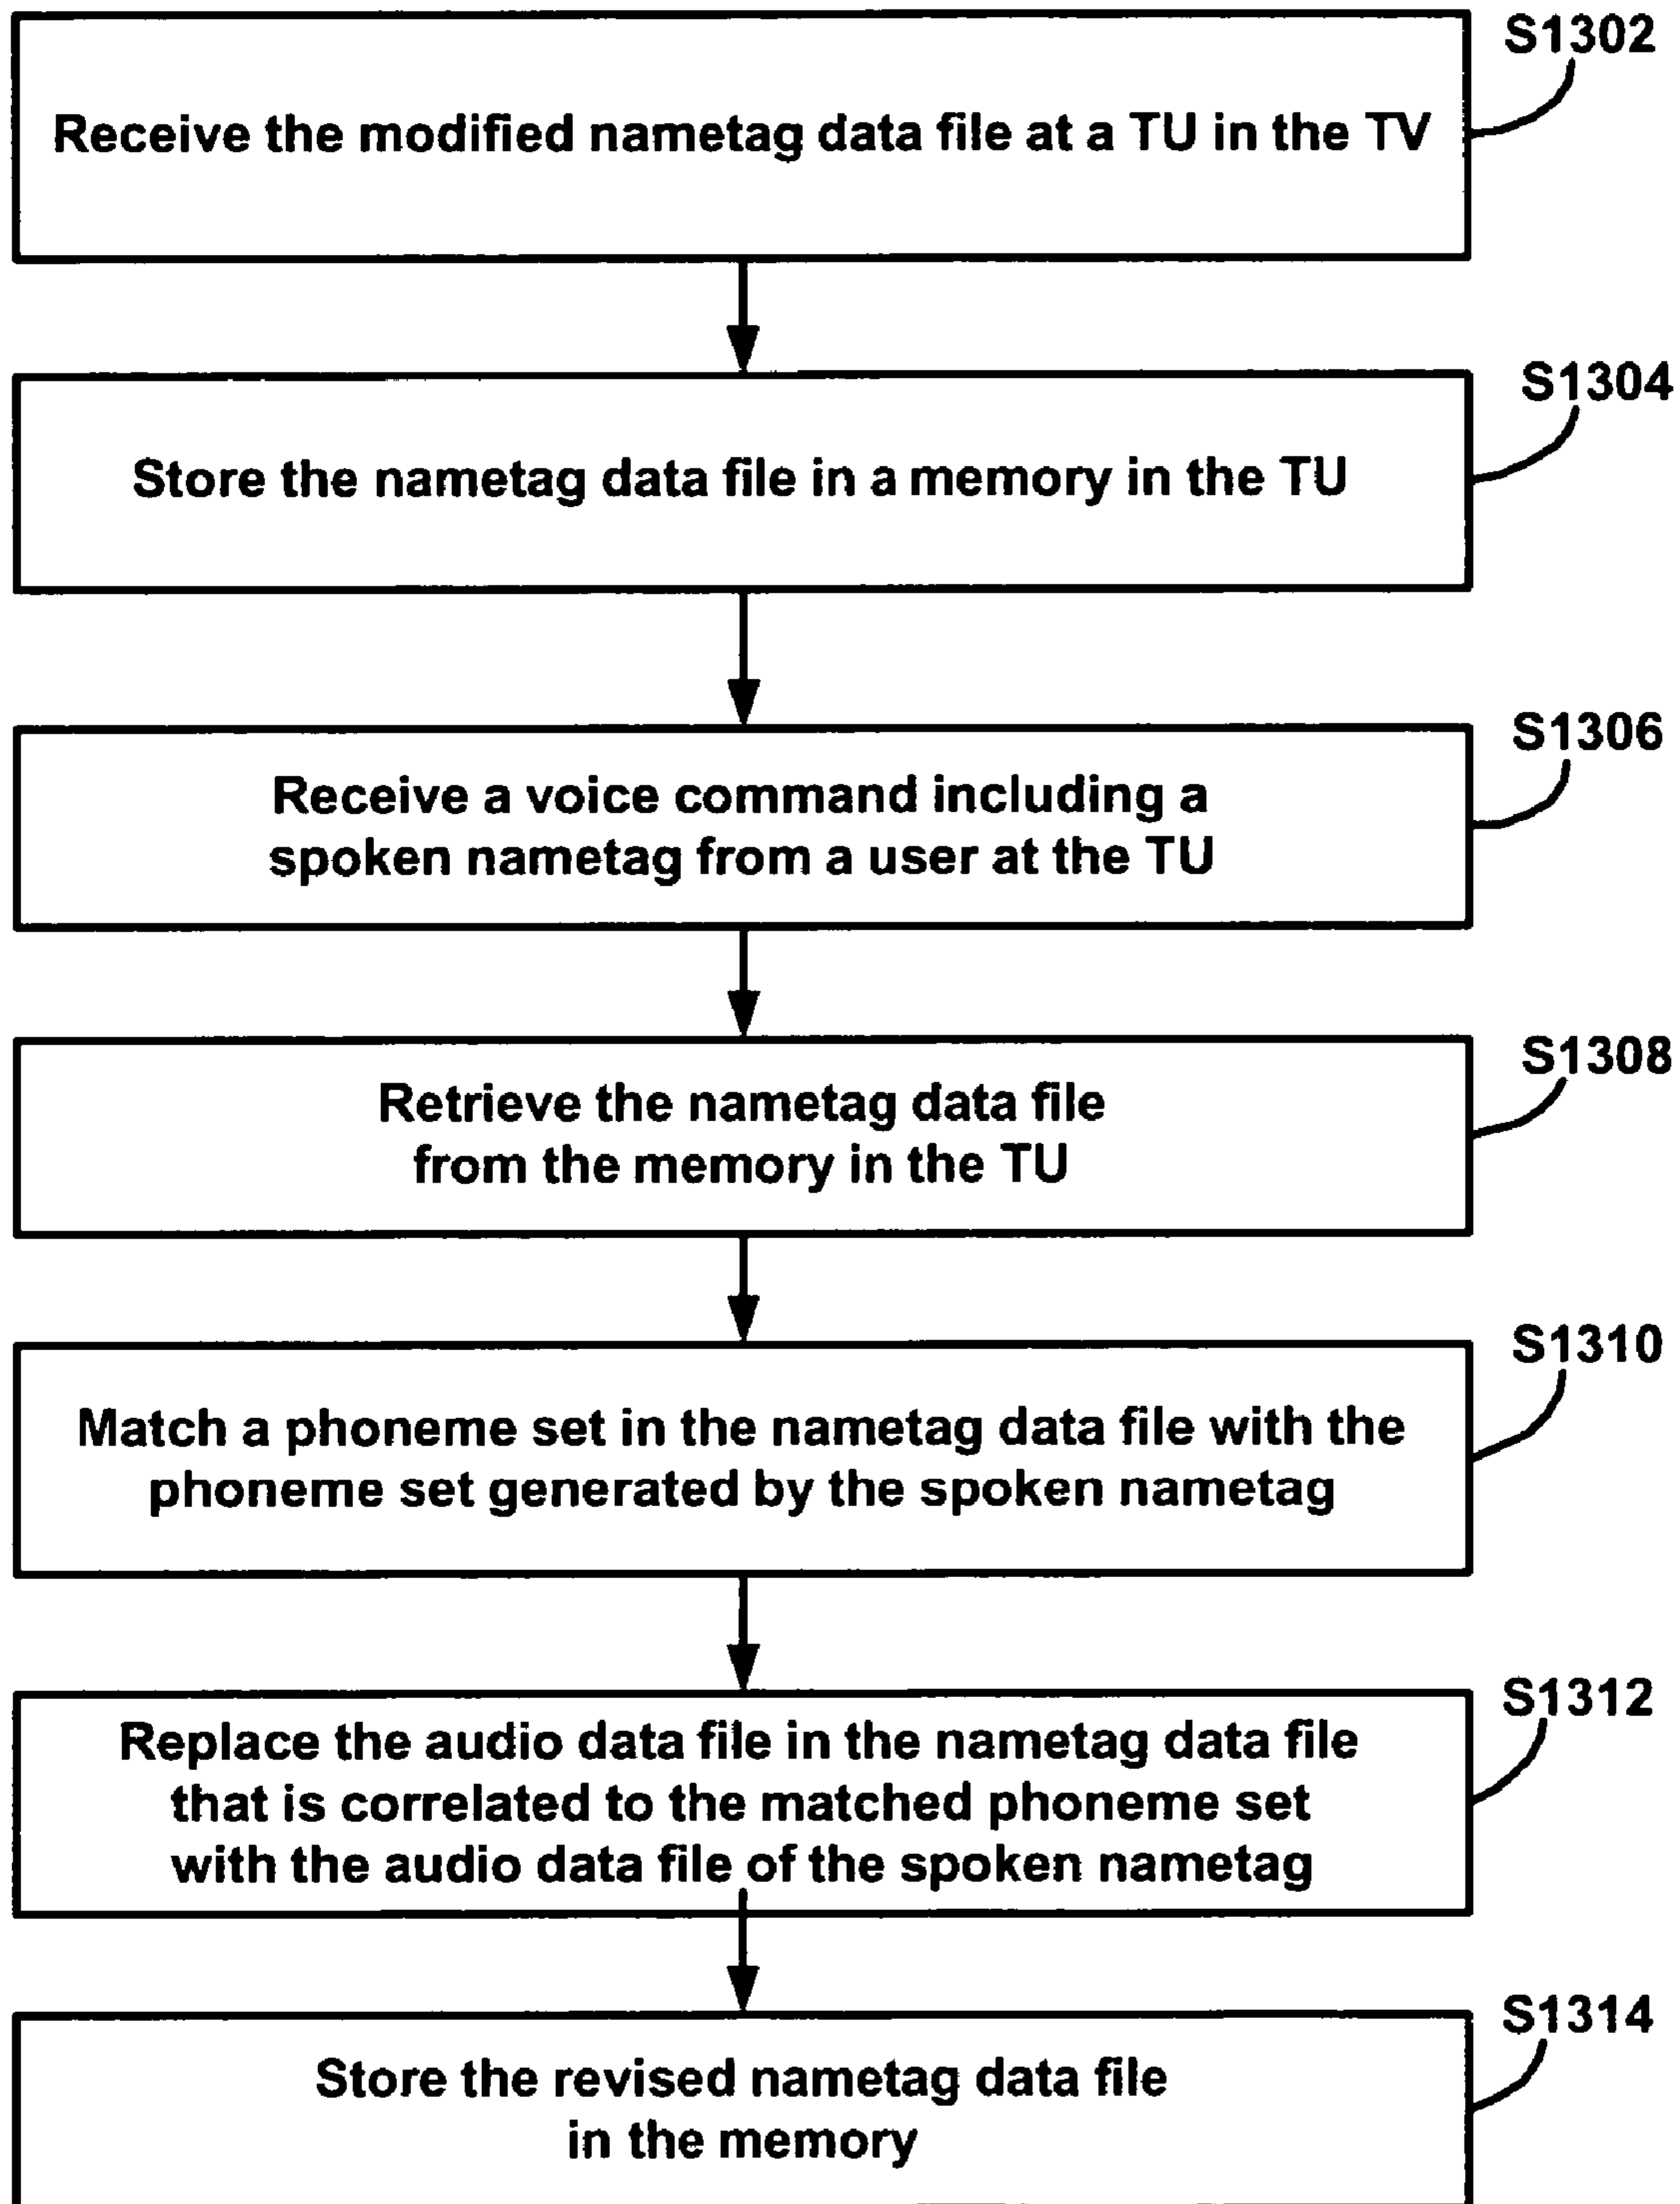 S1302
Receive the modified nametag data file at a TU in the TV
S1304
Store the nametag data file in a memory in the TU
S1306
Receive a voice command including a
spoken nametag from a user at the TU
S1308
Retrieve the nametag data file
from the memory in the TU
S1310
Match a phoneme set in the nametag data file with the
phoneme set generated by the spoken nametag
S1312
Replace the audio data file in the nametag data file
that is correlated to the matched phoneme set
with the audio data file of the spoken nametag
S1314
Store the revised nametag data file
in the memory